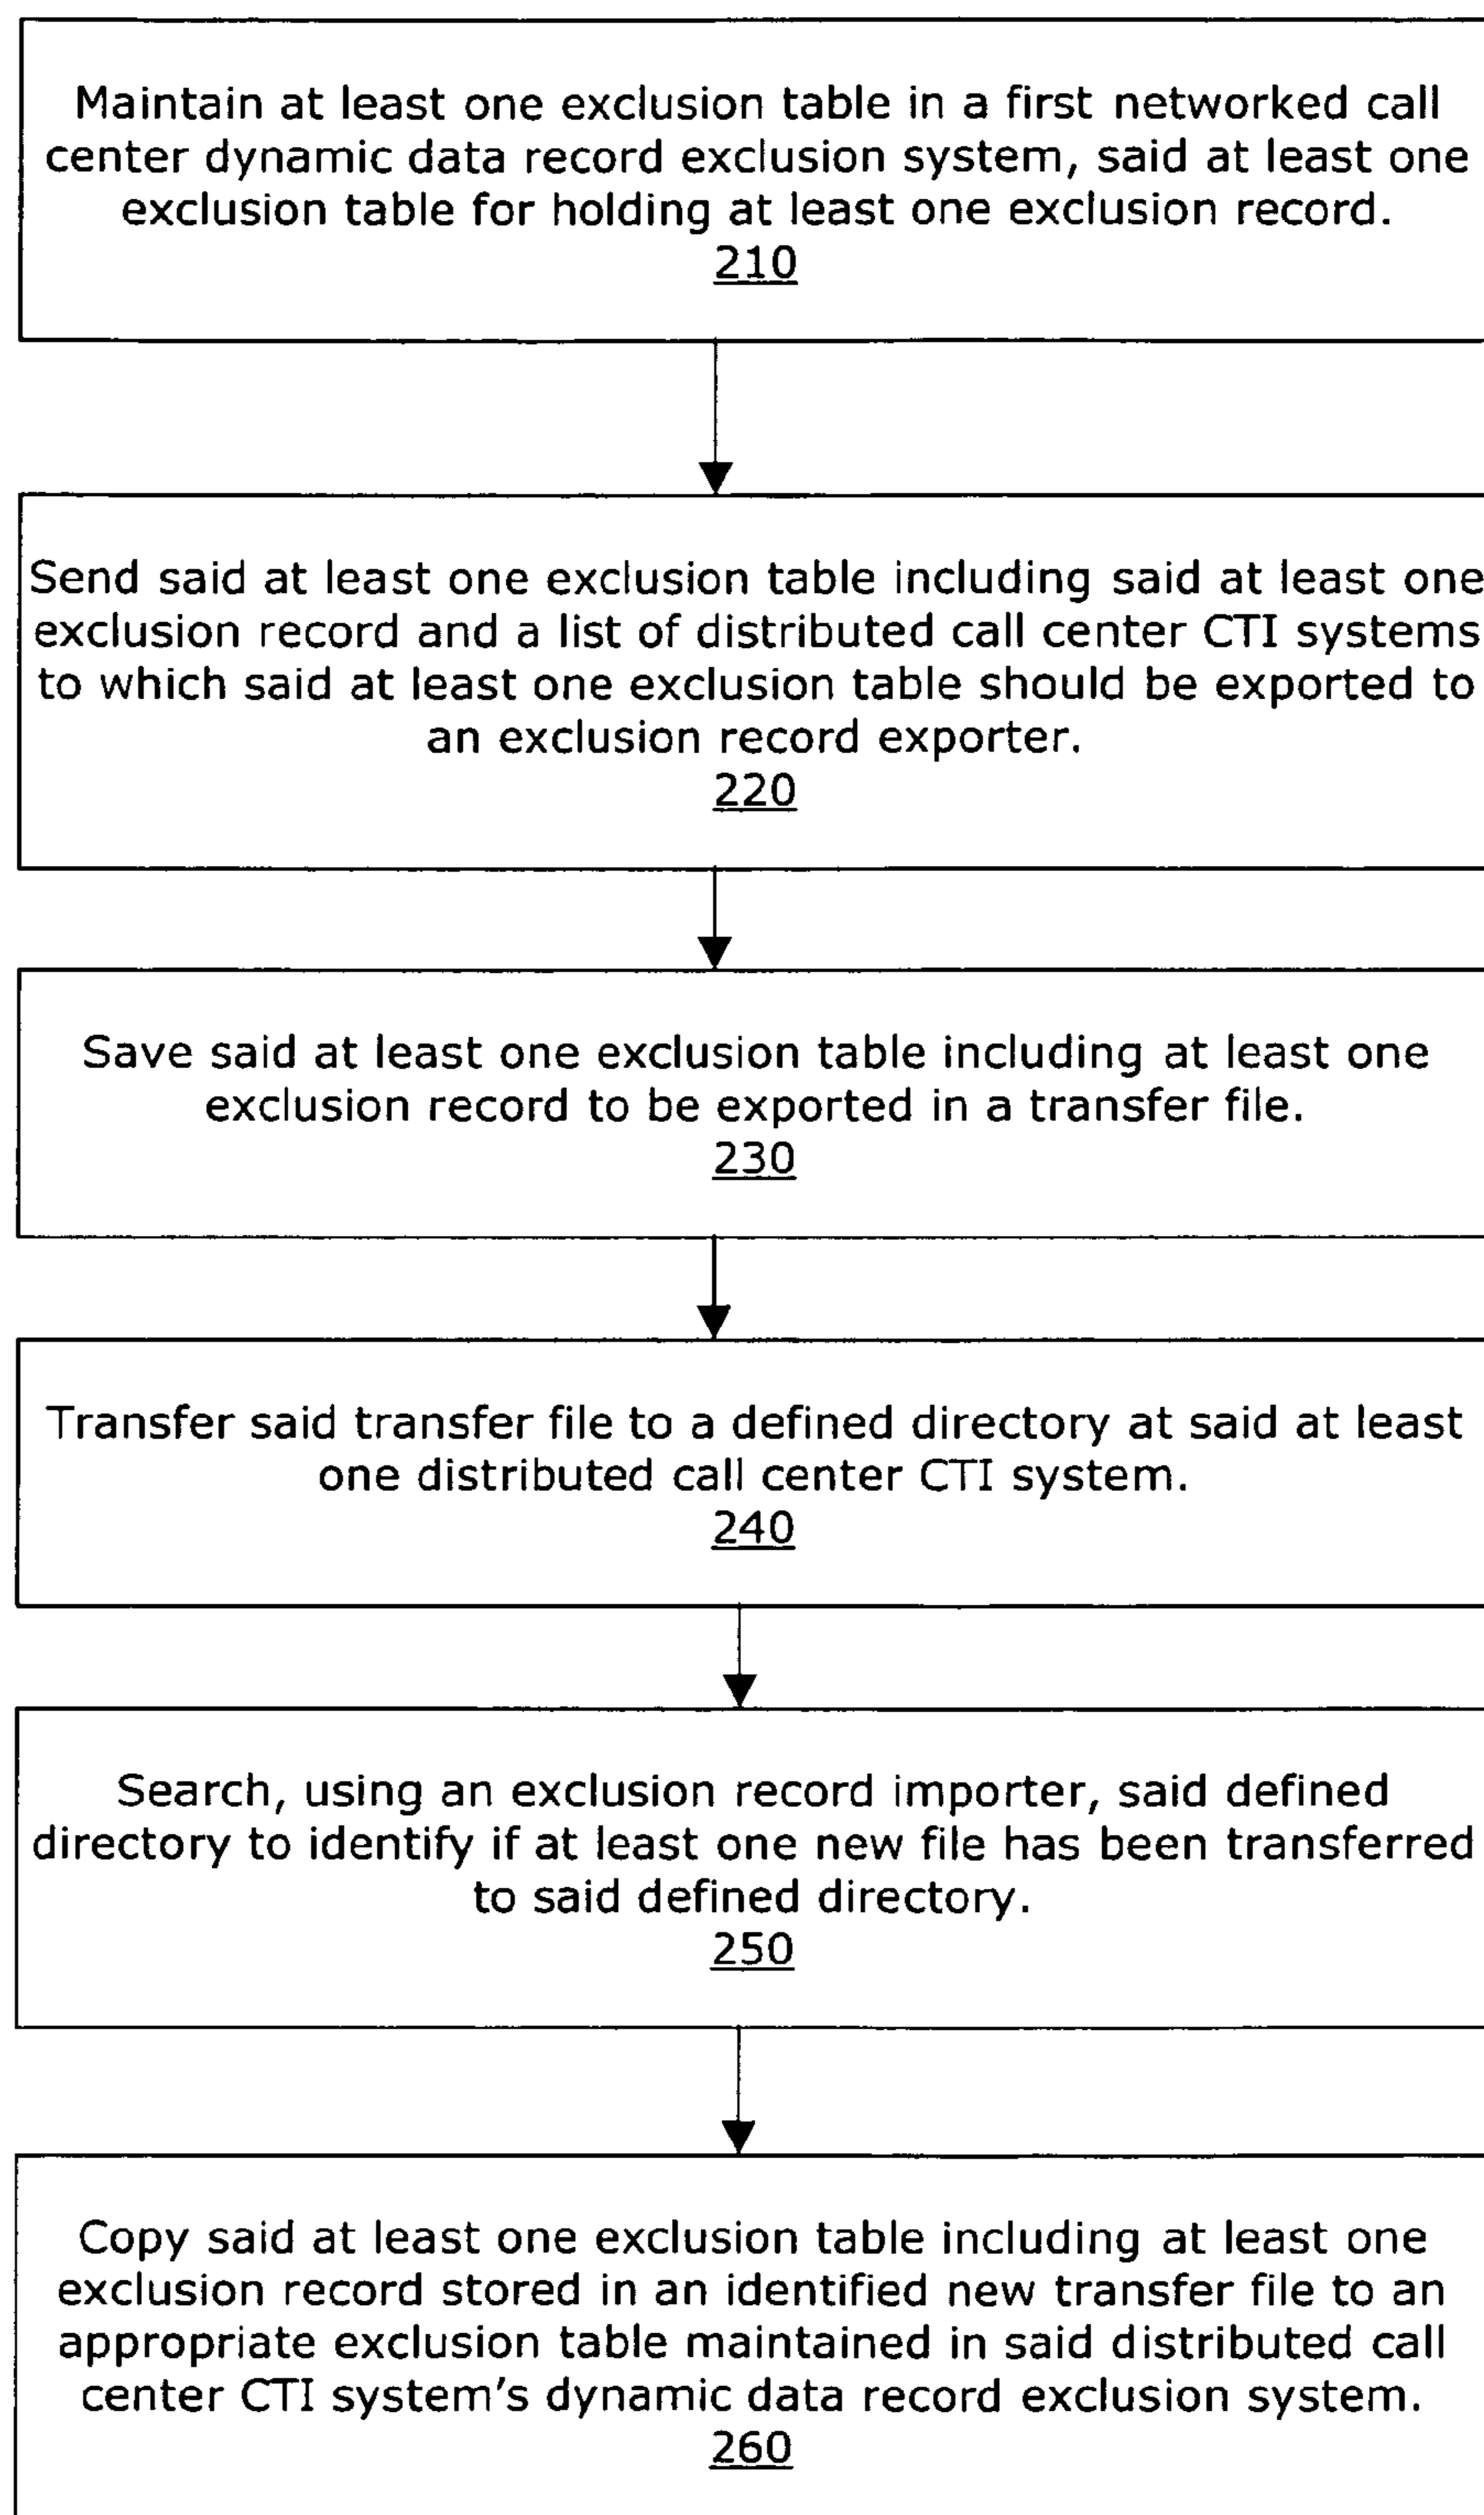 Maintain at least one exclusion table in a first networked call
center dynamic data record exclusion system, said at least one
exclusion table for holding at least one exclusion record.
210
Send said at least one exclusion table including said at least one
exclusion record and a list of distributed call center CTI systems
to which said at least one exclusion table should be exported to
an exclusion record exporter.
220
Save said at least one exclusion table including at least one
exclusion record to be exported in a transfer file.
230
Transfer said transfer file to a defined directory at said at least
one distributed call center CTI system.
240
Search, using an exclusion record importer, said defined
directory to identify if at least one new file has been transferred
to said defined directory.
250
Copy said at least one exclusion table including at least one
exclusion record stored in an identified new transfer file to an
appropriate exclusion table maintained in said distributed call
center CTI system's dynamic data record exclusion system.
260